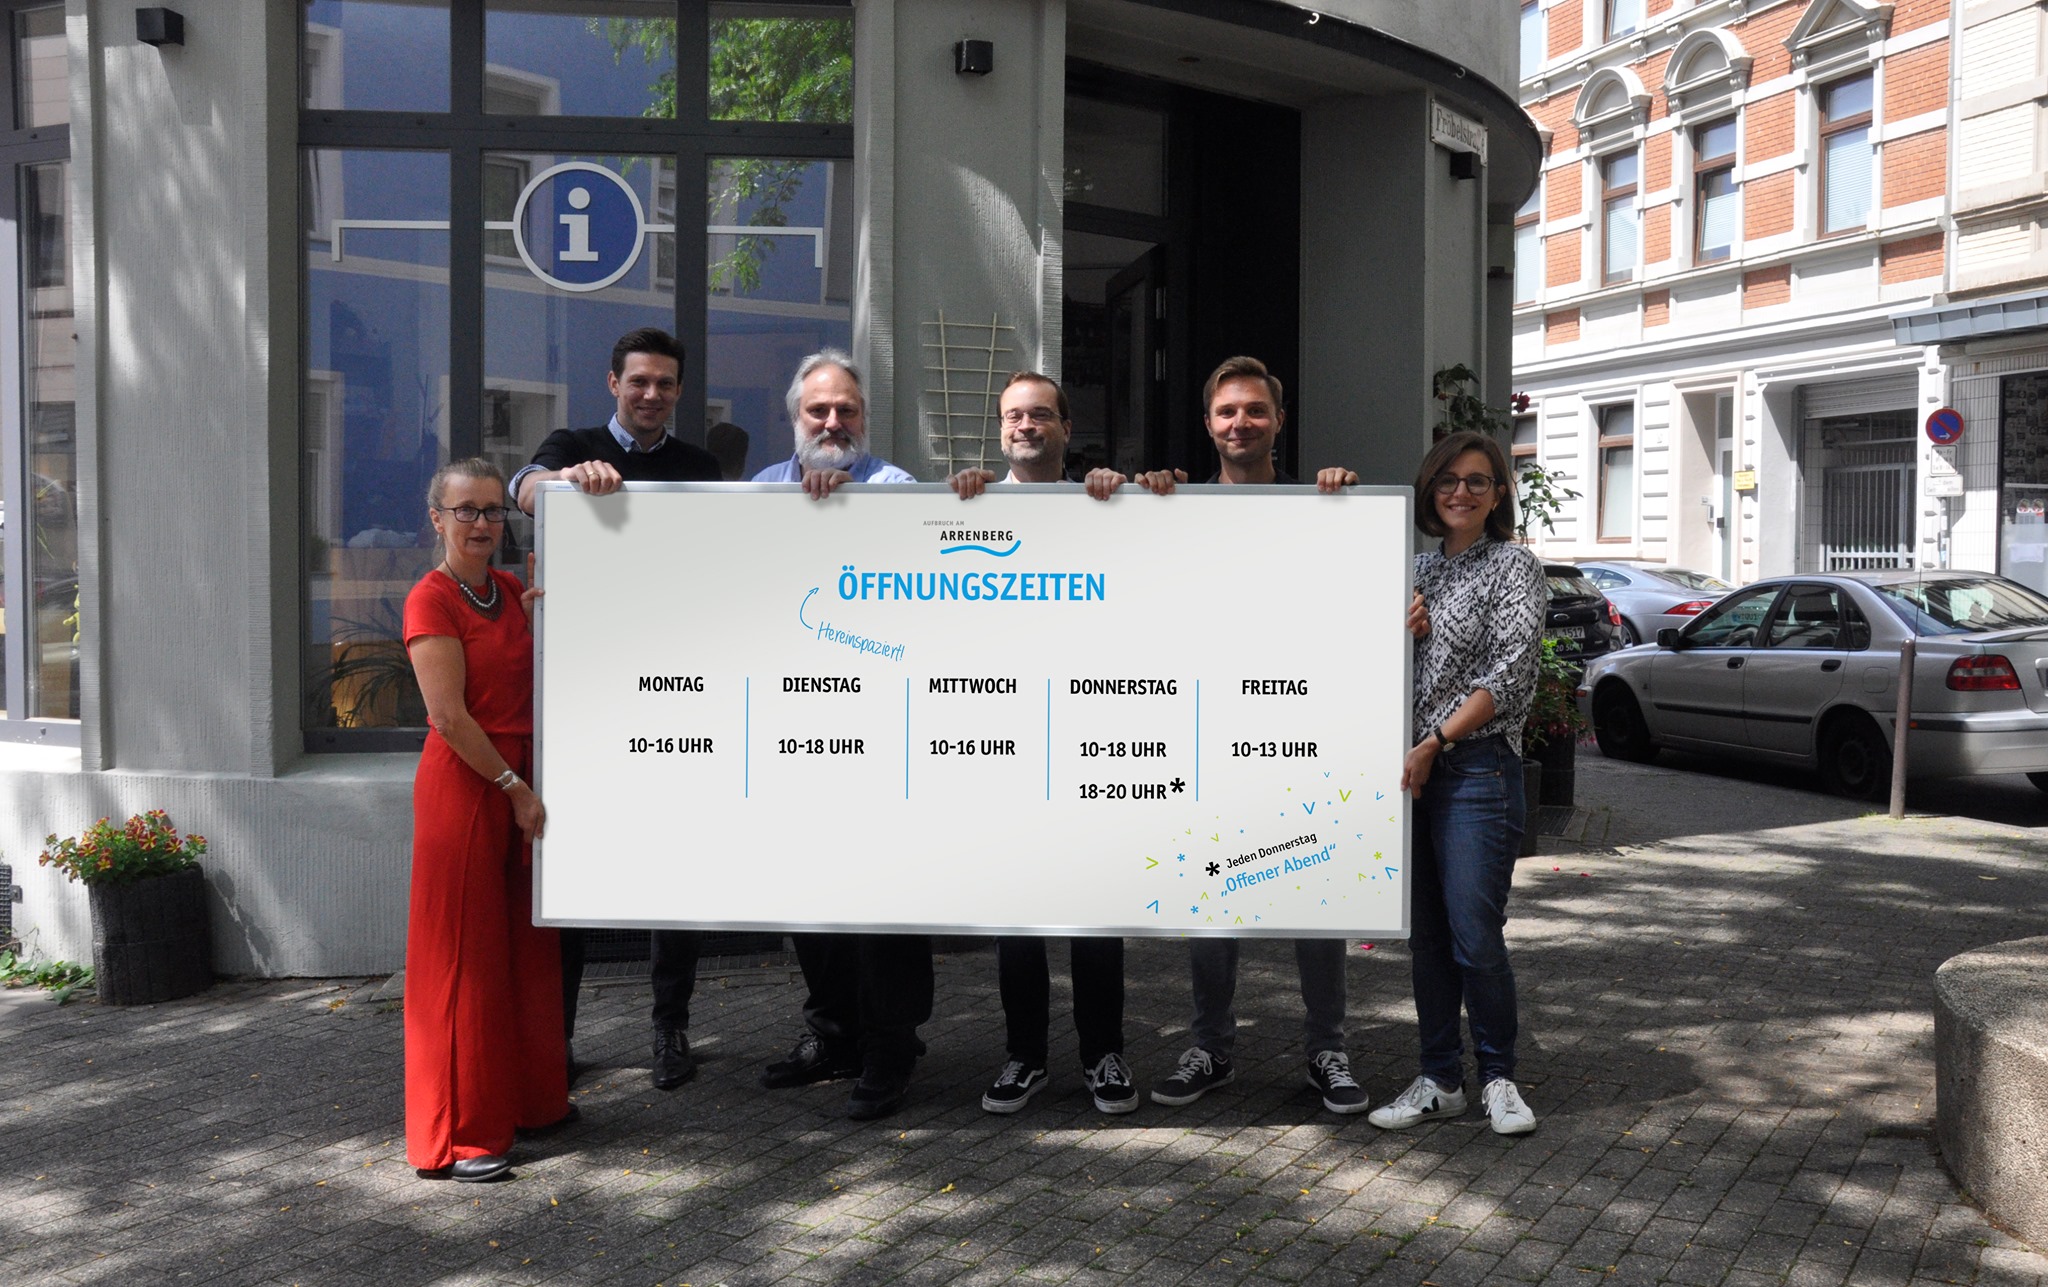 i
Fröbelstraße
AUFBRUCH AM
ARRENBERG
ÖFFNUNGSZEITEN
Hereinspaziert!
MONTAG DIENSTAG MITTWOCH DONNERSTAG FREITAG
10-16 UHR 10-18 UHR 10-16 UHR 10-18 UHR 10-13 UHR
18-20 UHR*
* Jeden Donnerstag
„Offener Abend“